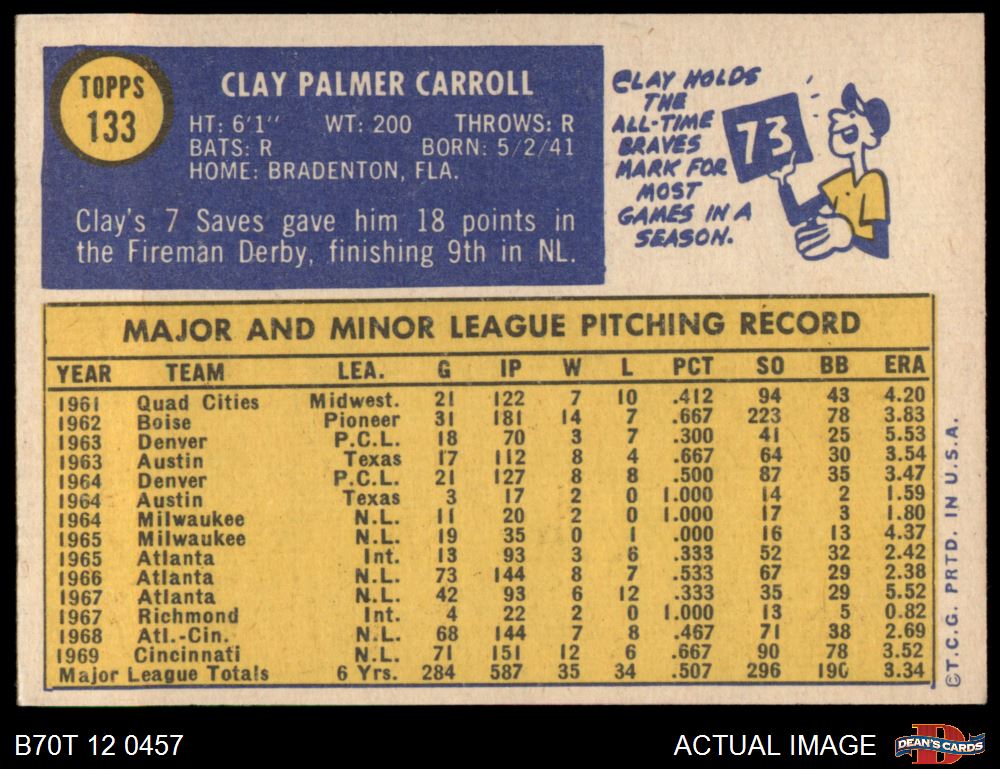 TOPPS
133
CLAY PALMER CARROLL
HT: 6'1" WT: 200 THROWS: R
BATS: R BORN: 5/2/41
HOME: BRADENTON, FLA.
Clay's 7 Saves gave him 18 points in
the Fireman Derby, finishing 9th in NL.
CLAY HOLDS
THE
ALL-TIME
BRAVES
MARK FOR
MOST
GAMES IN A
SEASON.
73
MAJOR AND MINOR LEAGUE PITCHING RECORD
YEAR TEAM LEA. G IP W L PCT SO BB ERA
1961 Quad Cities Midwest. 21 122 7 10 .412 94 43 4.20
1962 Boise Pioneer 31 181 14 7 .667 223 78 3.83
1963 Denver P.C.L. 18 70 3 7 .300 41 25 5.53
1963 Austin Texas 17 112 8 4 .667 64 30 3.54
1964 Denver P.C.L. 21 127 8 8 .500 87 35 3.47
1964 Austin Texas 3 17 2 0 1.000 14 2 1.59
1964 Milwaukee N.L. 11 20 2 0 1.000 17 3 1.80
1965 Milwaukee N.L. 19 35 0 1 .000 16 13 4.37
1965 Atlanta Int. 13 93 3 6 .333 52 32 2.42
1966 Atlanta N.L. 73 144 8 7 .533 67 29 2.38
1967 Atlanta N.L. 42 93 6 12 .333 35 29 5.52
1967 Richmond Int. 4 22 2 0 1.000 13 5 0.82
1968 Atl.-Cin. N.L. 68 144 7 8 .467 71 38 2.69
1969 Cincinnati N.L. 71 151 12 6 .667 90 78 3.52
Major League Totals 6 Yrs. 284 587 35 34 .507 296 190 3.34
©T.C.G. PRTD. IN U.S.A.
B70T 12 0457
ACTUAL IMAGE
D
DEAN'S CARDS